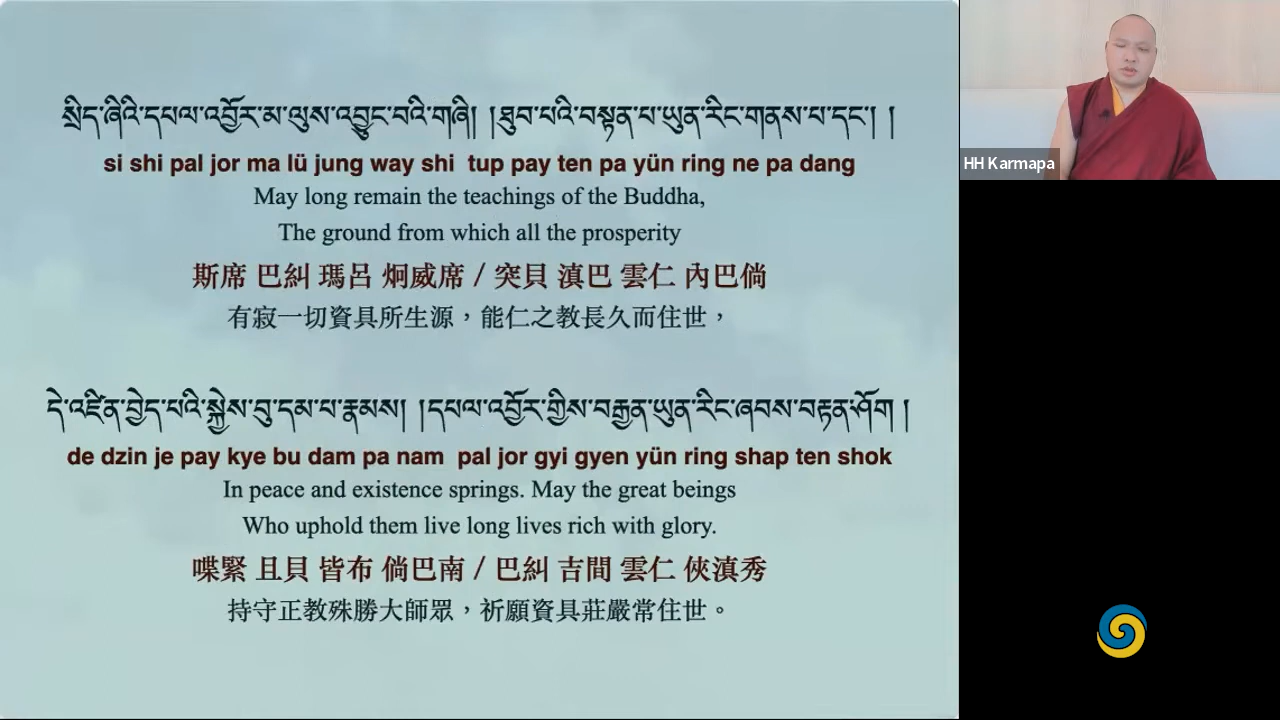 སྲིད་ཞིའི་དཔལ་འབྱོར་མ་ལུས་འབྱུང་བའི་གཞི། །ཐུབ་པའི་བསྟན་པ་ཡུན་རིང་གནས་པ་དང་། །
si shi pal jor ma lü jung way shi tup pay ten pa yün ring ne pa dang
May long remain the teachings of the Buddha,
The ground from which all the prosperity
斯席 巴糾 瑪呂 炯威席 / 突貝 滇巴 雲仁 內巴倘
有寂一切資具所生源，能仁之教長久而住世，
དེ་འཛིན་བྱེད་པའི་སྐྱེས་བུ་དམ་པ་རྣམས། །དཔལ་འབྱོར་གྱིས་བརྒྱན་ཡུན་རིང་ཞབས་བརྟན་ཤོག །
de dzin je pay kye bu dam pa nam pal jor gyi gyen yün ring shap ten shok
In peace and existence springs. May the great beings
Who uphold them live long lives rich with glory.
喋緊 且貝 皆布 倘巴南 / 巴糾 吉間 雲仁 俠滇秀
持守正教殊勝大師眾，祈願資具莊嚴常住世。
HH Karmapa